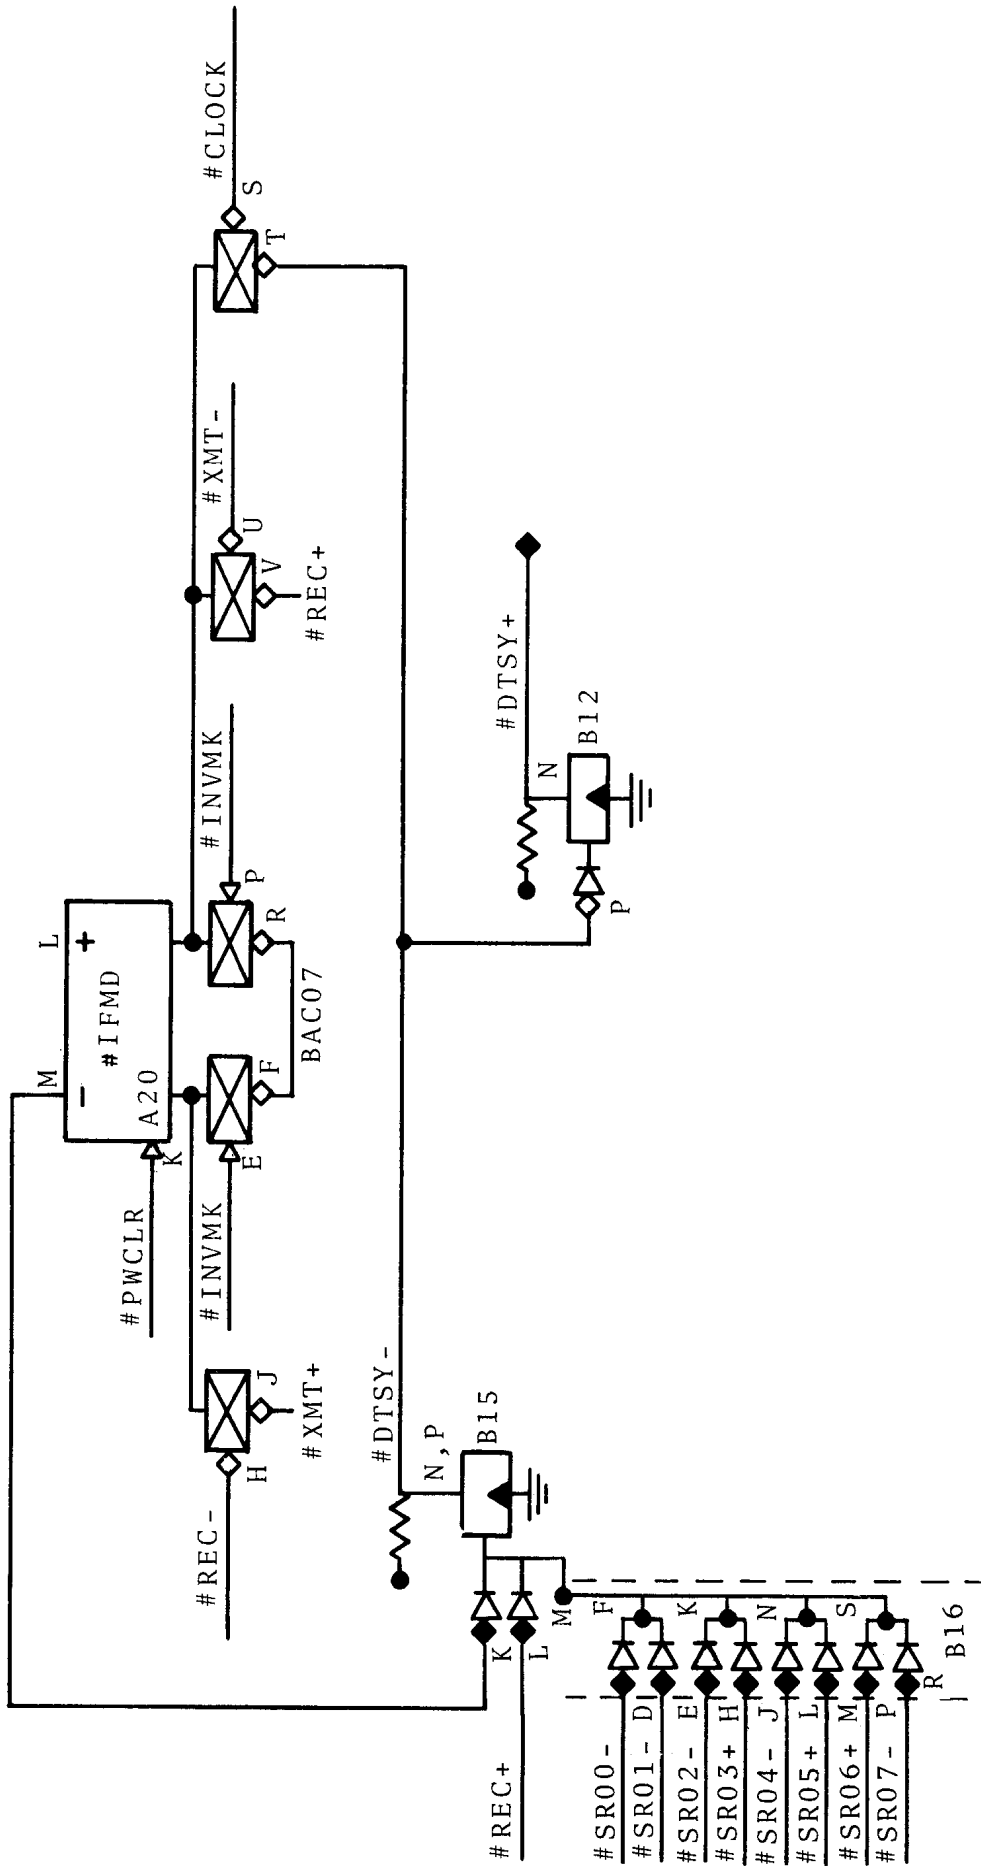 #CLOCK
S
T
#XMT-
U
V
#REC+
#INVMK
P
R
L
+
#IFMD
M
-
A20
K
#PWCLR
BAC07
F
E
#INVMK
J
#XMT+
H
#REC-
#DTSY+
N
B12
P
#DTSY-
N,P
B15
K
L
M
#REC+
F
K
N
S
B16
R
#SR00-
#SR01- D
#SR02- E
#SR03+ H
#SR04- J
#SR05+ L
#SR06+ M
#SR07- P